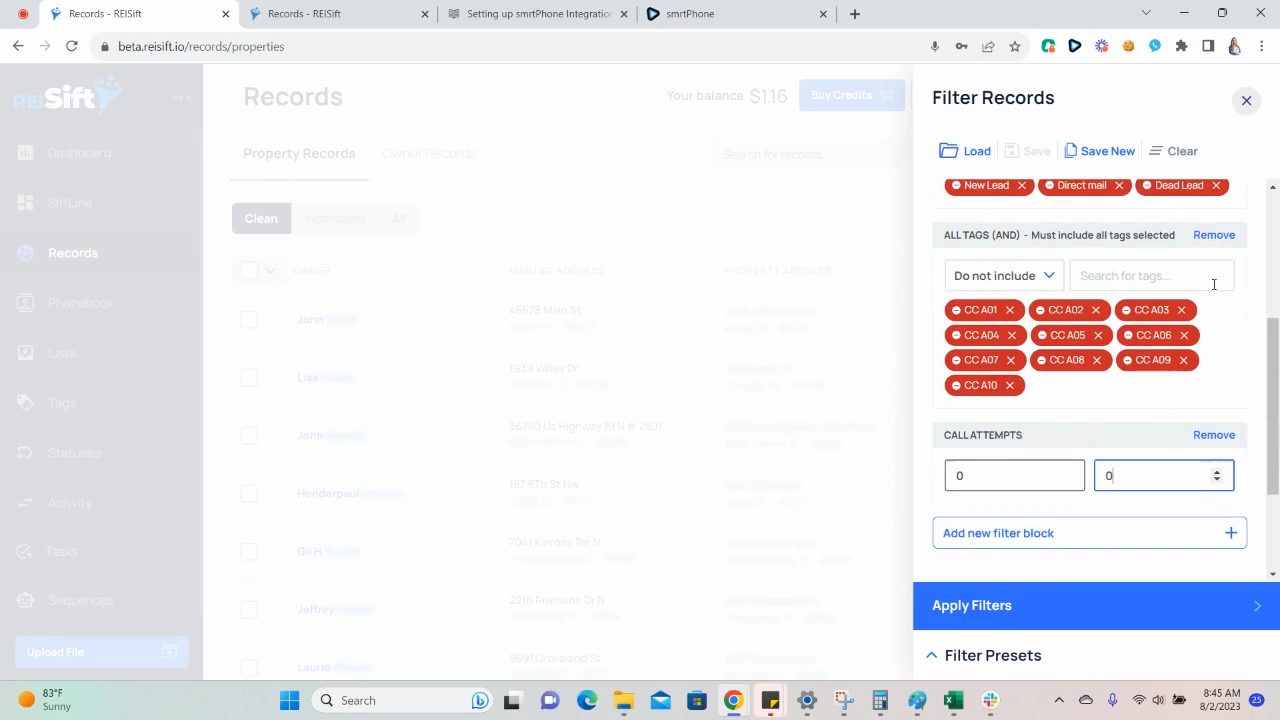 Records - REISift
Records - REISift
Setting up smrtPhone Integration
smrtPhone
beta.reisift.io/records/properties
REISift
Dashboard
SiftLine
Records
Phonebook
Lists
Tags
Statuses
Activity
Tasks
Sequences
Upload File
Records
Your balance $1.16
Buy Credits
Property Records
Owner Records
Search for records...
Clean
Incomplete
All
OWNER
MAILING ADDRESS
PROPERTY ADDRESS
John
45678 Main St
Lisa
1939 Valley Dr
John
36750 Us Highway 19 N # 2821
Henderpaul
187 8Th St Nw
Gil H
7041 Kinross Ter N
Jeffrey
2216 Riverside Dr N
Laurie
9591 Groveland St
Filter Records
Load
Save
Save New
Clear
New Lead
Direct mail
Dead Lead
ALL TAGS (AND) - Must include all tags selected
Remove
Do not include
Search for tags...
CC A01
CC A02
CC A03
CC A04
CC A05
CC A06
CC A07
CC A08
CC A09
CC A10
CALL ATTEMPTS
Remove
0
0
Add new filter block
Apply Filters
Filter Presets
83°F
Sunny
Search
8:45 AM
8/2/2023
25